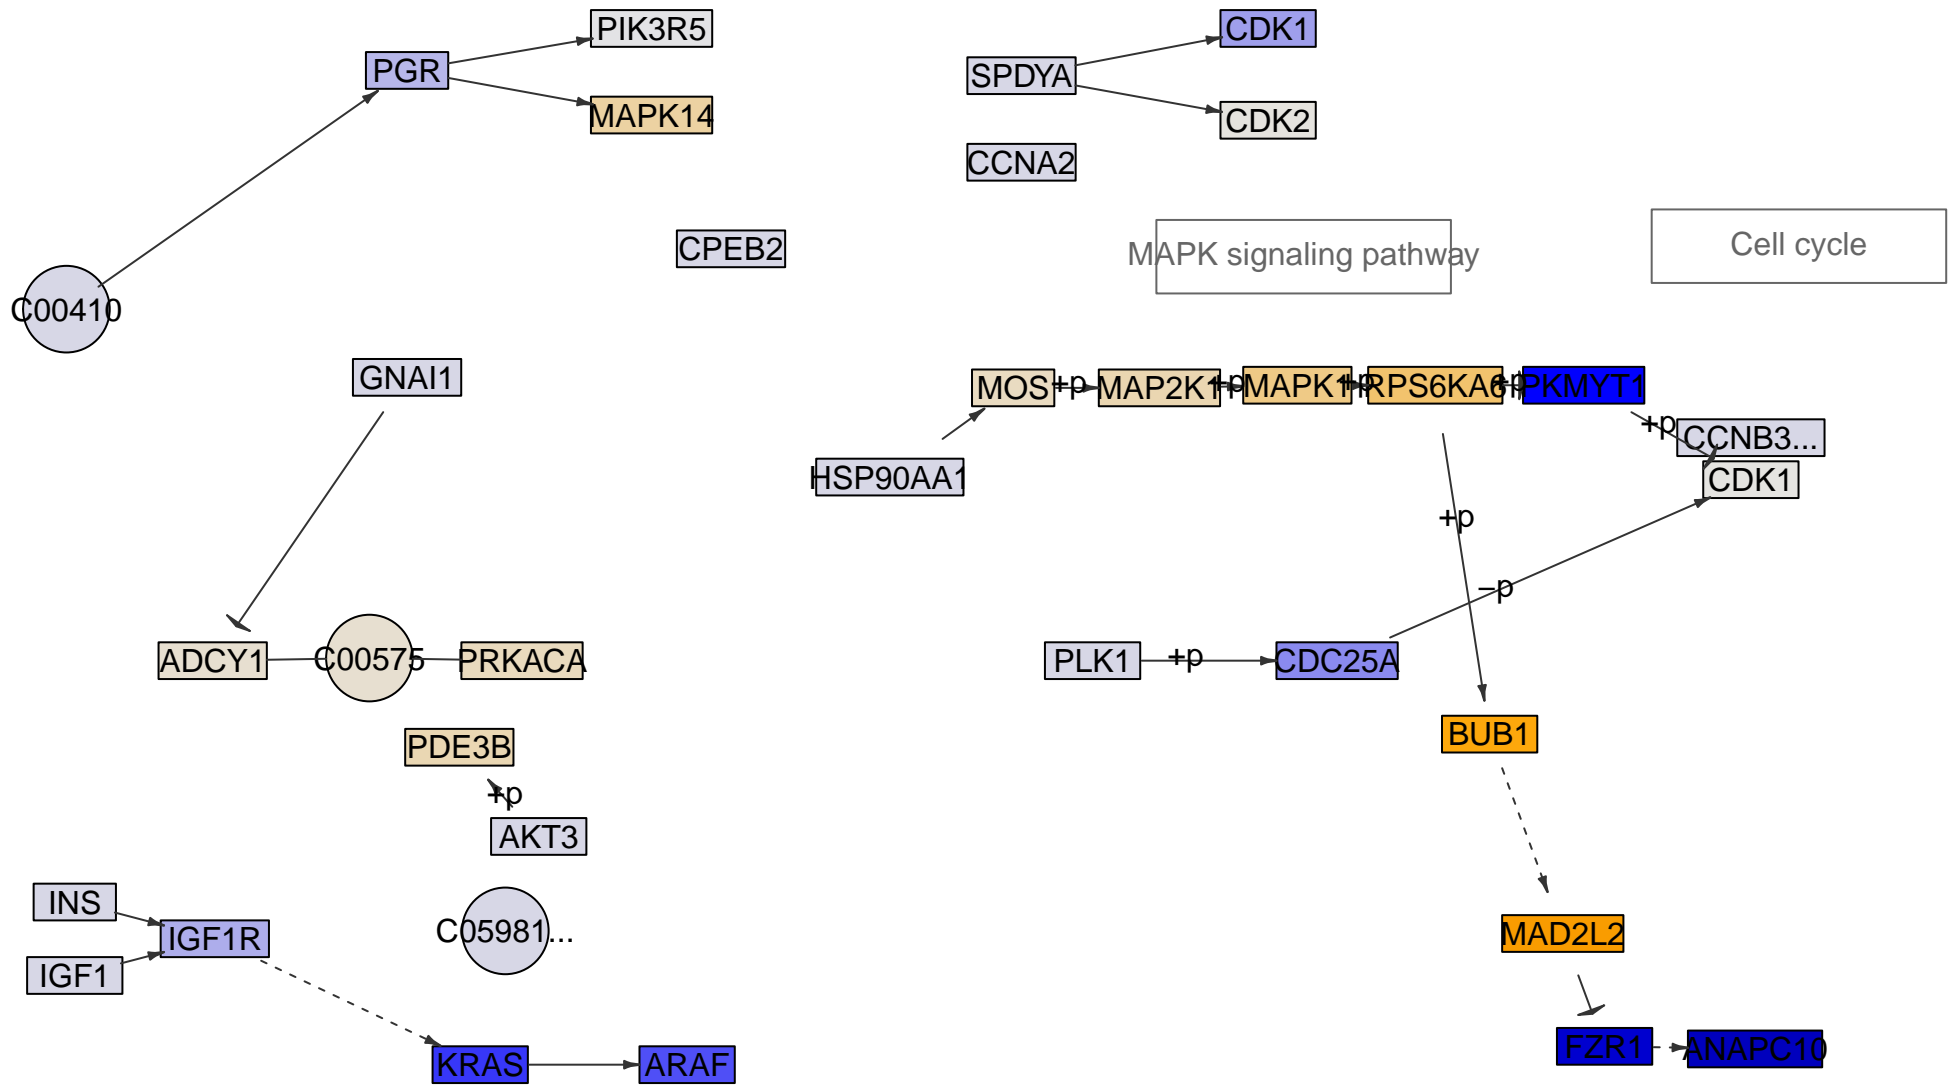 PIK3R5
CDK1
PGR
SPDYA
MAPK14
CDK2
CCNA2
CPEB2
MAPK signaling pathway
Cell cycle
C00410
GNAI1
MOS
+p
MAP2K1
+p
MAPK1
+p
RPS6KA6
+p
PKMYT1
+p
CCNB3...
HSP90AA1
CDK1
+p
−p
ADCY1
C00575
PRKACA
PLK1
+p
CDC25A
BUB1
PDE3B
+p
AKT3
INS
IGF1R
C05981...
MAD2L2
IGF1
KRAS
ARAF
FZR1
ANAPC10